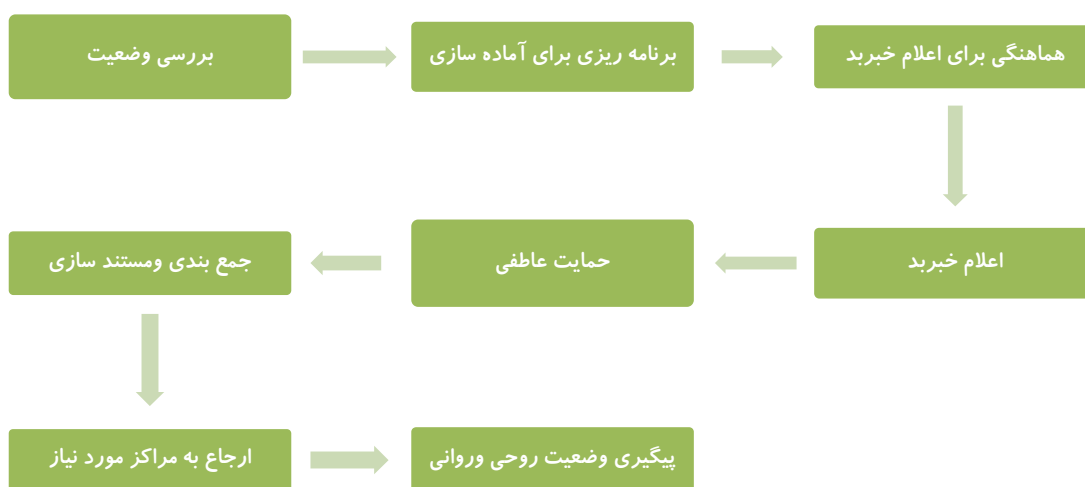 بررسی وضعیت
برنامه ریزی برای آماده سازی
هماهنگی برای اعلام خبربد
اعلام خبربد
حمایت عاطفی
جمع بندی ومستند سازی
ارجاع به مراکز مورد نیاز
پیگیری وضعیت روحی وروانی